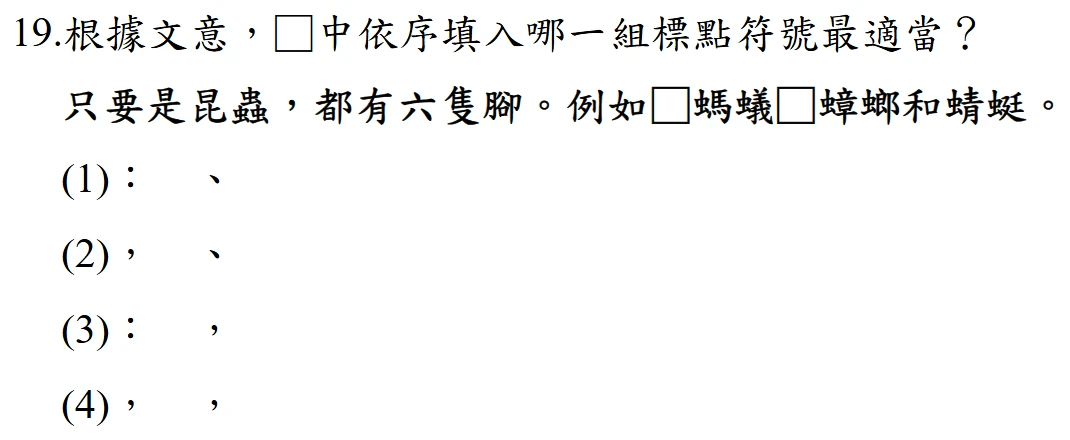 19.根據文意，□中依序填入哪一組標點符號最適當？
只要是昆蟲，都有六隻腳。例如□螞蟻□蟑螂和蜻蜓。
(1)： 、
(2)， 、
(3)： ，
(4)， ，